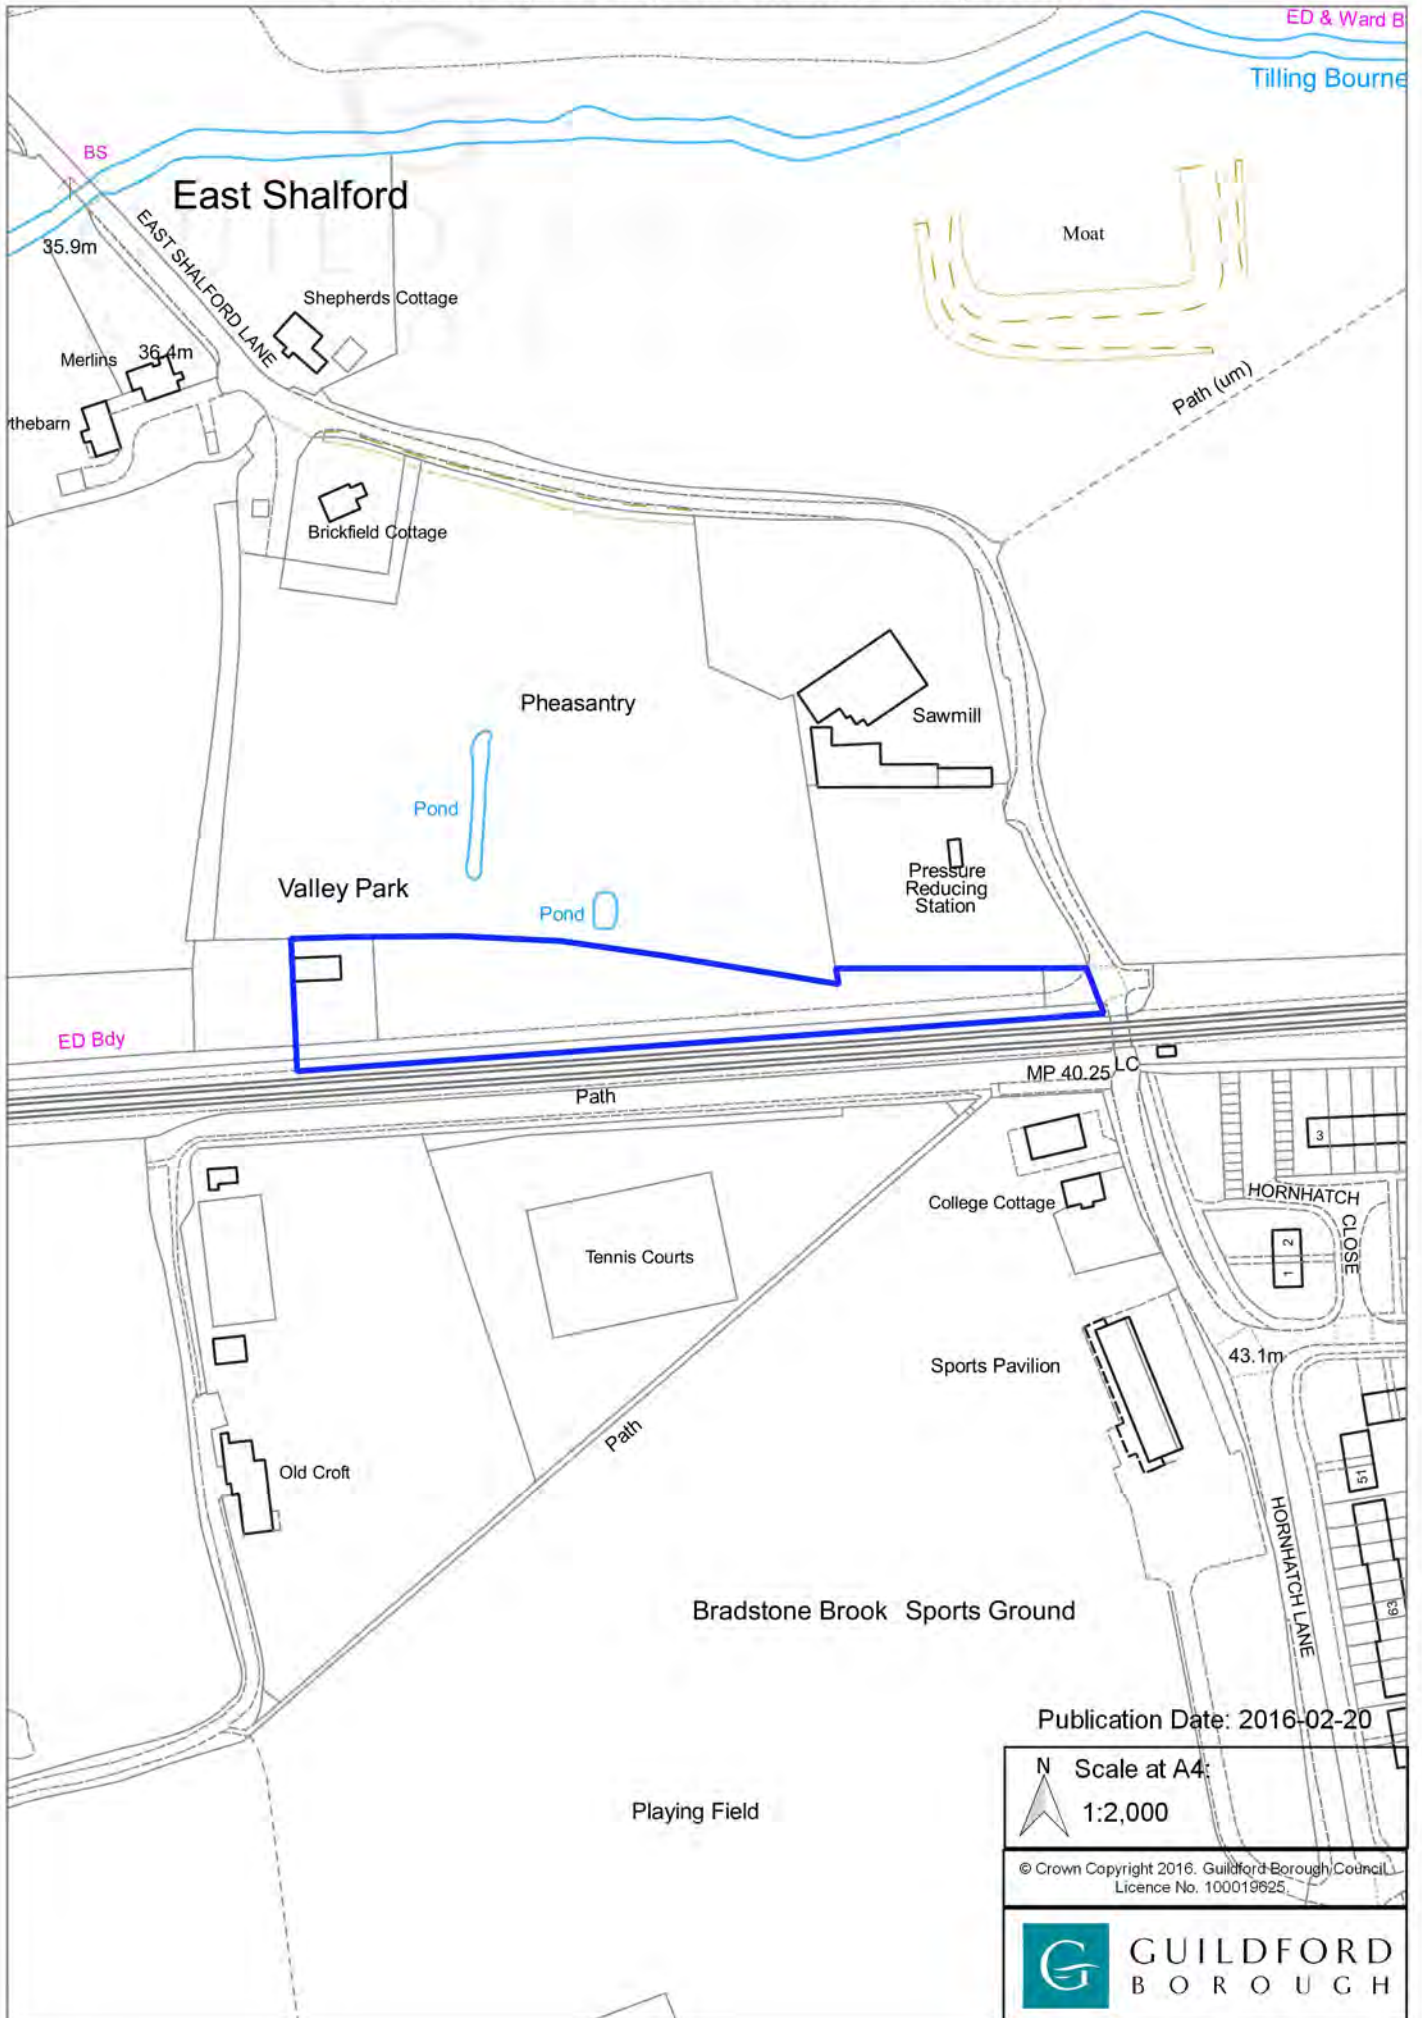 ED & Ward B
Tilling Bourne
BS
East Shalford
35.9m
EAST SHALFORD LANE
Moat
Shepherds Cottage
Merlins
36.4m
Path (um)
thebarn
Brickfield Cottage
Pheasantry
Sawmill
Pond
Pressure
Reducing
Station
Valley Park
Pond
ED Bdy
MP 40.25
LC
Path
3
HORNHATCH
CLOSE
College Cottage
1 2
Tennis Courts
Sports Pavilion
43.1m
Path
Old Croft
51
HORNHATCH LANE
63
Bradstone Brook Sports Ground
Publication Date: 2016-02-20
N
Scale at A4:
1:2,000
Playing Field
© Crown Copyright 2016. Guildford Borough Council
Licence No. 100019625.
G
GUILDFORD
BOROUGH